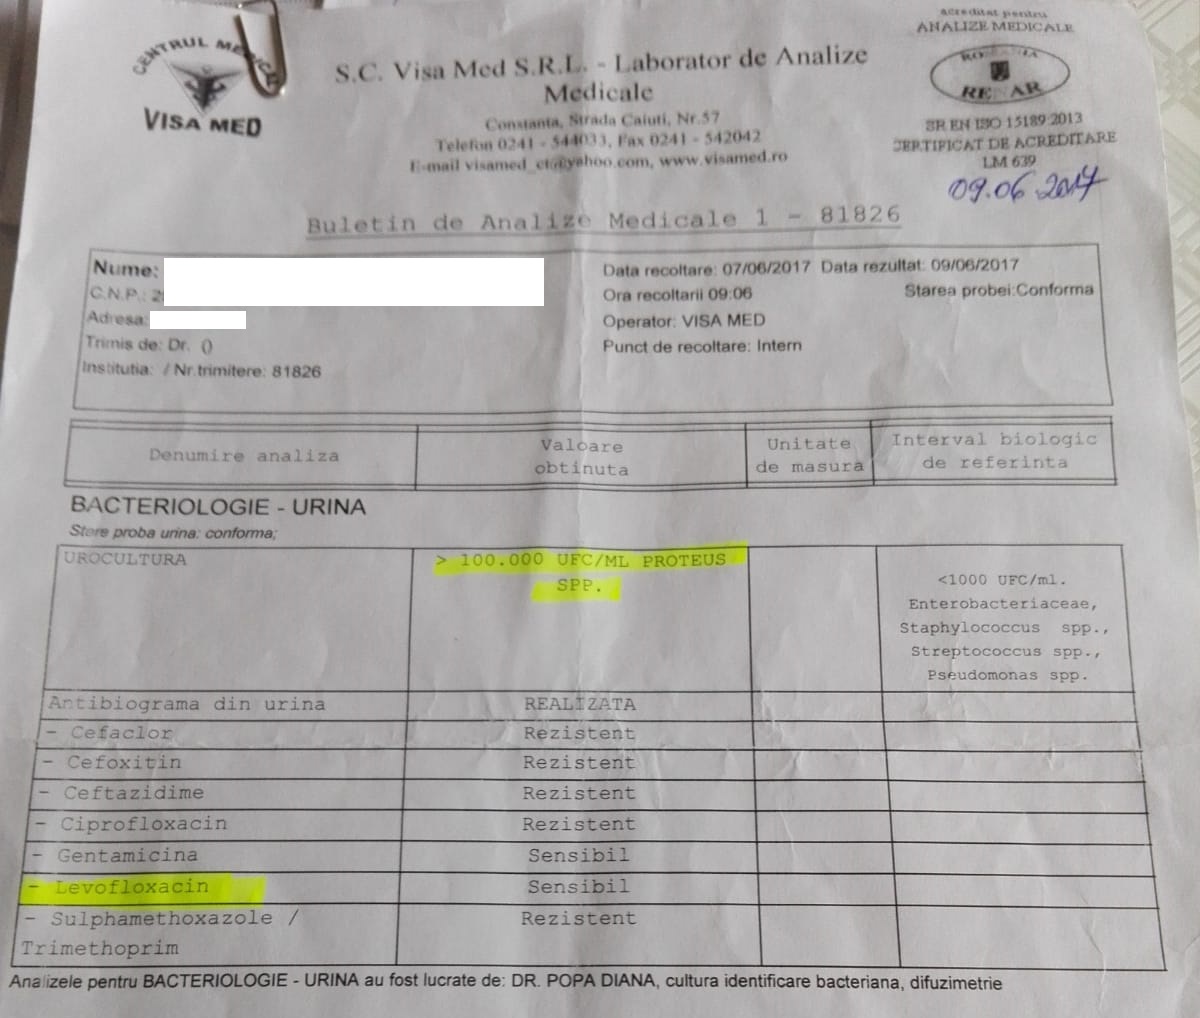 CENTRUL MEDICAL
VISA MED
S.C. Visa Med S.R.L. - Laborator de Analize
Medicale
Constanta, Strada Caiuti, Nr.57
Telefon 0241 - 544033, Fax 0241 - 542042
E-mail visamed_ct@yahoo.com, www.visamed.ro
acreditat pentru
ANALIZE MEDICALE
ROMANIA
RENAR
SR EN ISO 15189:2013
CERTIFICAT DE ACREDITARE
LM 639
09.06.2017
Buletin de Analize Medicale 1 - 81826
Nume:
C.N.P.: 2
Adresa:
Trimis de: Dr. ()
Institutia: / Nr.trimitere: 81826
Data recoltare: 07/06/2017 Data rezultat: 09/06/2017
Ora recoltarii 09:06 Starea probei:Conforma
Operator: VISA MED
Punct de recoltare: Intern
Denumire analiza
Valoare
obtinuta
Unitate
de masura
Interval biologic
de referinta
BACTERIOLOGIE - URINA
Stare proba urina: conforma;
UROCULTURA
> 100.000 UFC/ML PROTEUS
SPP.
<1000 UFC/ml.
Enterobacteriaceae,
Staphylococcus spp.,
Streptococcus spp.,
Pseudomonas spp.
Antibiograma din urina REALIZATA
- Cefaclor Rezistent
- Cefoxitin Rezistent
- Ceftazidime Rezistent
- Ciprofloxacin Rezistent
- Gentamicina Sensibil
- Levofloxacin Sensibil
- Sulphamethoxazole / Rezistent
Trimethoprim
Analizele pentru BACTERIOLOGIE - URINA au fost lucrate de: DR. POPA DIANA, cultura identificare bacteriana, difuzimetrie